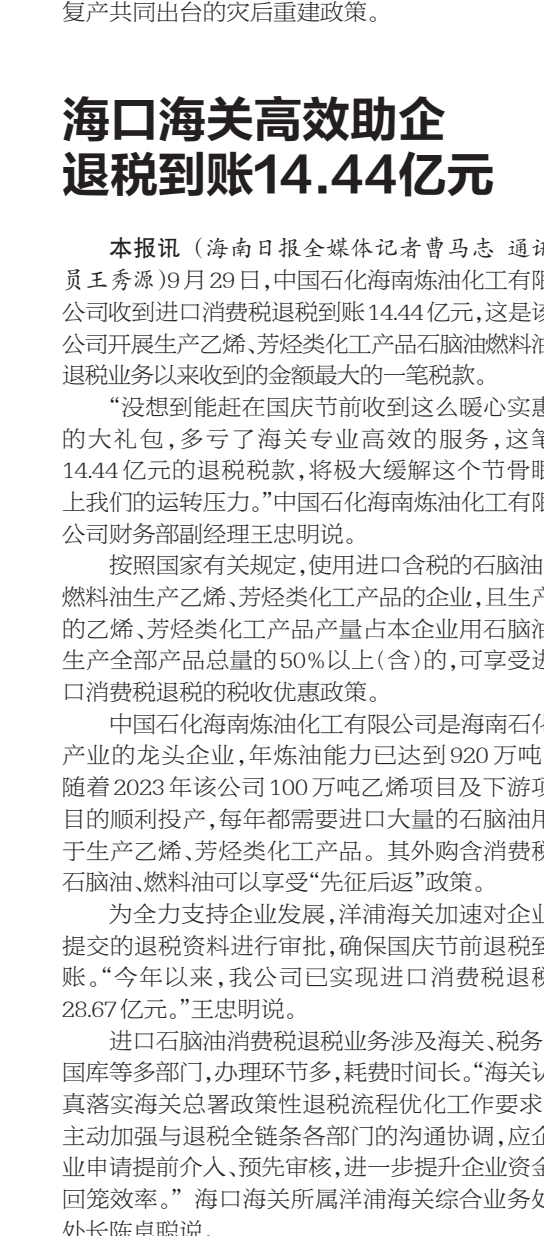 复产共同出台的灾后重建政策。
海口海关高效助企
退税到账14.44亿元
本报讯（海南日报全媒体记者曹马志 通讯
员王秀源)9月29日,中国石化海南炼油化工有限
公司收到进口消费税退税到账14.44亿元,这是该
公司开展生产乙烯、芳烃类化工产品石脑油燃料油
退税业务以来收到的金额最大的一笔税款。
“没想到能赶在国庆节前收到这么暖心实惠
的大礼包,多亏了海关专业高效的服务,这笔
14.44亿元的退税税款,将极大缓解这个节骨眼
上我们的运转压力。”中国石化海南炼油化工有限
公司财务部副经理王忠明说。
按照国家有关规定,使用进口含税的石脑油
燃料油生产乙烯、芳烃类化工产品的企业,且生产
的乙烯、芳烃类化工产品产量占本企业用石脑油
生产全部产品总量的50%以上(含)的,可享受进
口消费税退税的税收优惠政策。
中国石化海南炼油化工有限公司是海南石化
产业的龙头企业,年炼油能力已达到920万吨
随着2023年该公司100万吨乙烯项目及下游项
目的顺利投产,每年都需要进口大量的石脑油用
于生产乙烯、芳烃类化工产品。其外购含消费税
石脑油、燃料油可以享受“先征后返”政策。
为全力支持企业发展,洋浦海关加速对企业
提交的退税资料进行审批,确保国庆节前退税到
账。“今年以来,我公司已实现进口消费税退税
28.67亿元。”王忠明说。
进口石脑油消费税退税业务涉及海关、税务
国库等多部门,办理环节多,耗费时间长。“海关认
真落实海关总署政策性退税流程优化工作要求
主动加强与退税全链条各部门的沟通协调,应企
业申请提前介入、预先审核,进一步提升企业资金
回笼效率。”海口海关所属洋浦海关综合业务处
处长陈卓聪说。